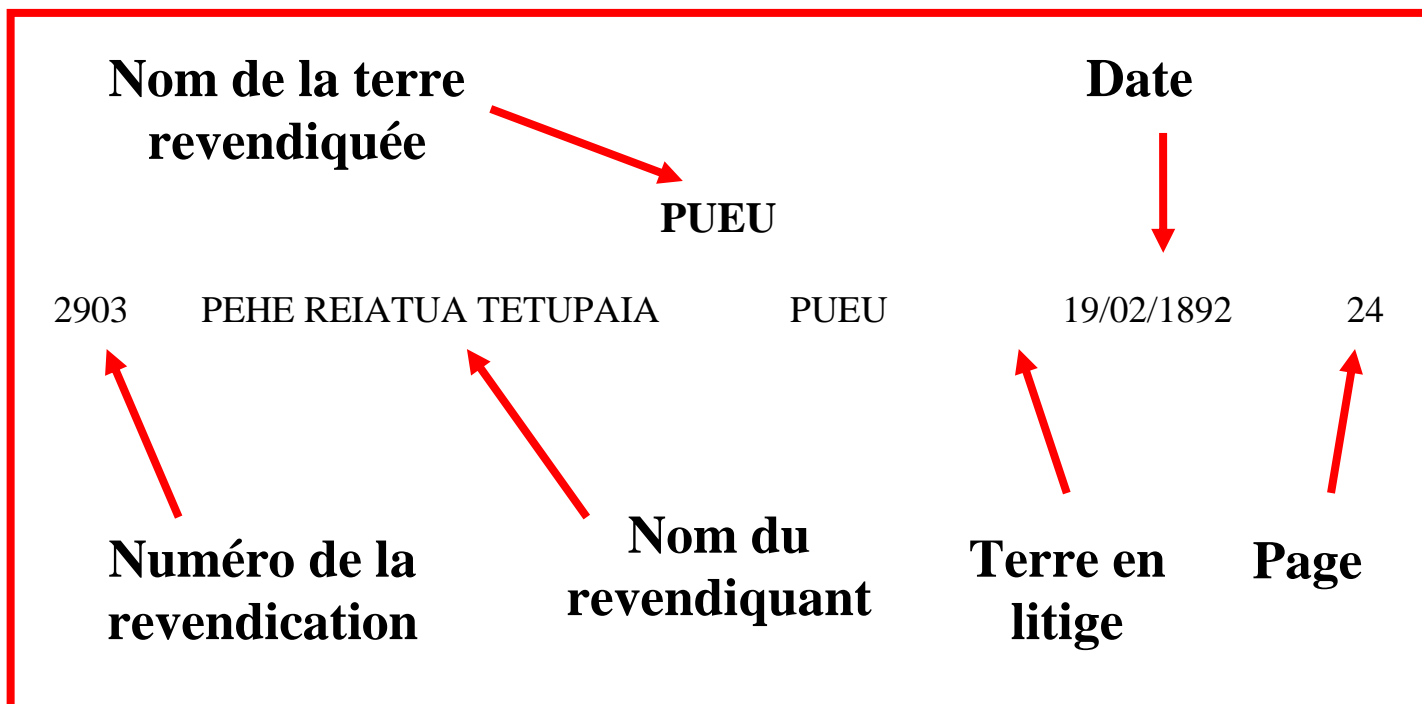 Nom de la terre
revendiquée
Date
PUEU
2903 PEHE REIATUA TETUPAIA PUEU 19/02/1892 24
Numéro de la
revendication
Nom du
revendiquant
Terre en
litige
Page